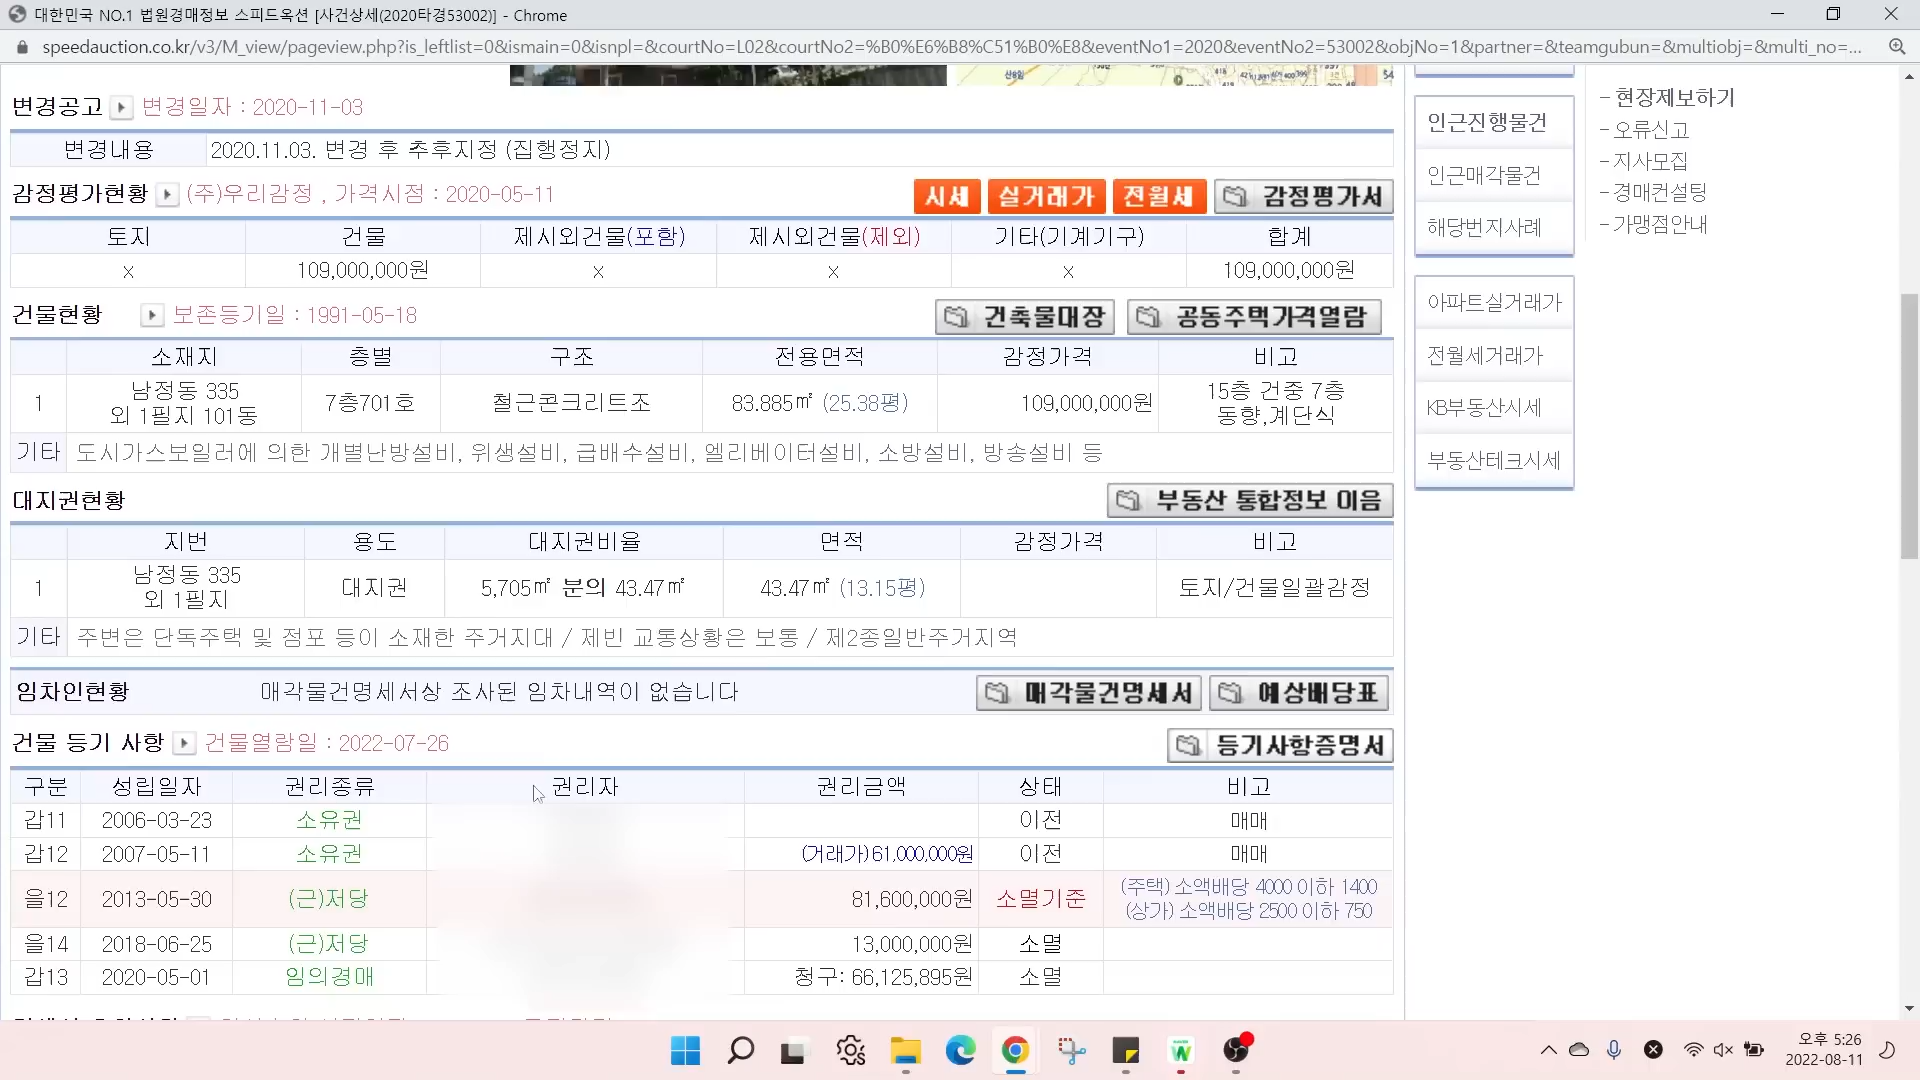 대한민국 NO.1 법원경매정보 스피드옥션 [사건상세(2020타경53002)] - Chrome
speedauction.co.kr/v3/M_view/pageview.php?is_leftlist=0&ismain=0&isnpl=&courtNo=L02&courtNo2=%B0%E6%B8%C51%B0%E8&eventNo1=2020&eventNo2=53002&objNo=1&partner=&teamgubun=&multiobj=&multi_no=...
변경공고 변경일자 : 2020-11-03
변경내용 2020.11.03. 변경 후 추후지정 (집행정지)
감정평가현황 (주)우리감정 , 가격시점 : 2020-05-11 시세 실거래가 전월세 감정평가서
토지 건물 제시외건물(포함) 제시외건물(제외) 기타(기계기구) 합계
x 109,000,000원 x x x 109,000,000원
건물현황 보존등기일 : 1991-05-18 건축물대장 공동주택가격열람
소재지 층별 구조 전용면적 감정가격 비고
1 남정동 335 외 1필지 101동 7층701호 철근콘크리트조 83.885㎡ (25.38평) 109,000,000원 15층 건중 7층 동향,계단식
기타 도시가스보일러에 의한 개별난방설비, 위생설비, 급배수설비, 엘리베이터설비, 소방설비, 방송설비 등
대지권현황 부동산 통합정보 이음
지번 용도 대지권비율 면적 감정가격 비고
1 남정동 335 외 1필지 대지권 5,705㎡ 분의 43.47㎡ 43.47㎡ (13.15평) 토지/건물일괄감정
기타 주변은 단독주택 및 점포 등이 소재한 주거지대 / 제빈 교통상황은 보통 / 제2종일반주거지역
임차인현황 매각물건명세서상 조사된 임차내역이 없습니다 매각물건명세서 예상배당표
건물 등기 사항 건물열람일 : 2022-07-26 등기사항증명서
구분 성립일자 권리종류 권리자 권리금액 상태 비고
갑11 2006-03-23 소유권 이전 매매
갑12 2007-05-11 소유권 (거래가)61,000,000원 이전 매매
을12 2013-05-30 (근)저당 81,600,000원 소멸기준 (주택) 소액배당 4000 이하 1400
(상가) 소액배당 2500 이하 750
을14 2018-06-25 (근)저당 13,000,000원 소멸
갑13 2020-05-01 임의경매 청구: 66,125,895원 소멸
인근진행물건
인근매각물건
해당번지사례
아파트실거래가
전월세거래가
KB부동산시세
부동산테크시세
- 현장제보하기
- 오류신고
- 지사모집
- 경매컨설팅
- 가맹점안내
오후 5:26
2022-08-11